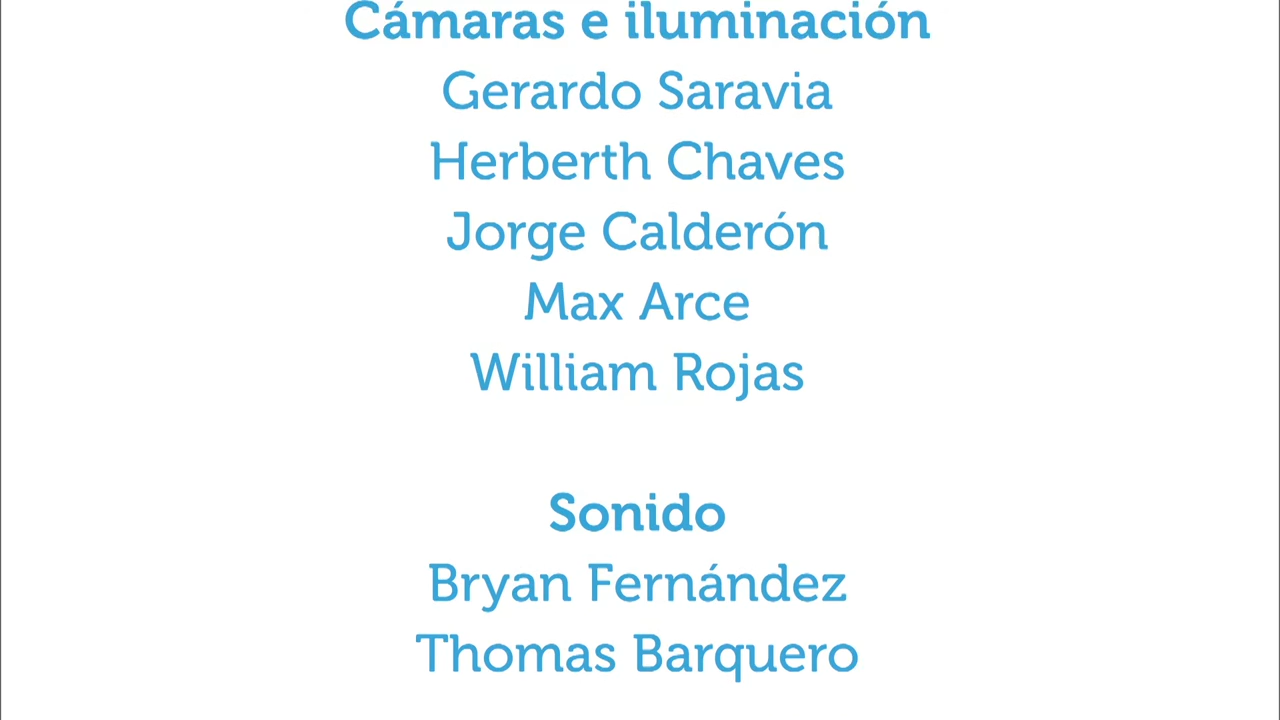 Cámaras e iluminación
Gerardo Saravia
Herberth Chaves
Jorge Calderón
Max Arce
William Rojas
Sonido
Bryan Fernández
Thomas Barquero